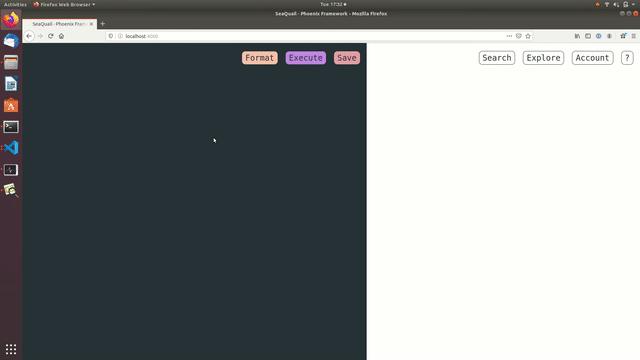 Activities Firefox Web Browser Tue 17:32
SeaQuail · Phoenix Framework - Mozilla Firefox
SeaQuail · Phoenix Fram
localhost:4000
Format Execute Save Search Explore Account ?